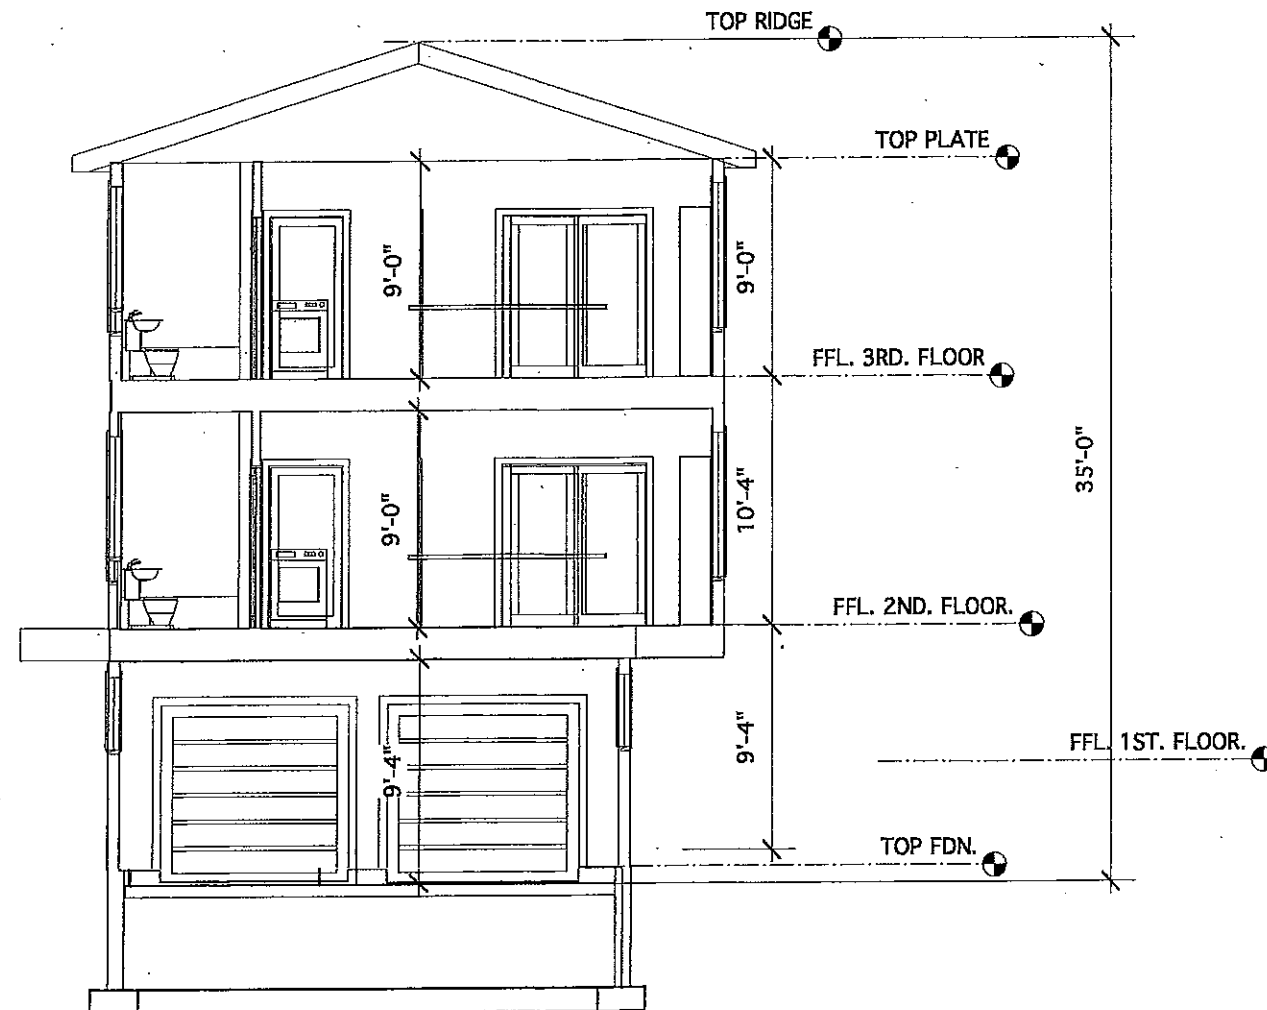 TOP RIDGE
TOP PLATE
9'-0"
9'-0"
FFL. 3RD. FLOOR
35'-0"
9'-0"
10'-4"
FFL. 2ND. FLOOR.
9'-4"
9'-4"
FFL. 1ST. FLOOR.
TOP FDN.